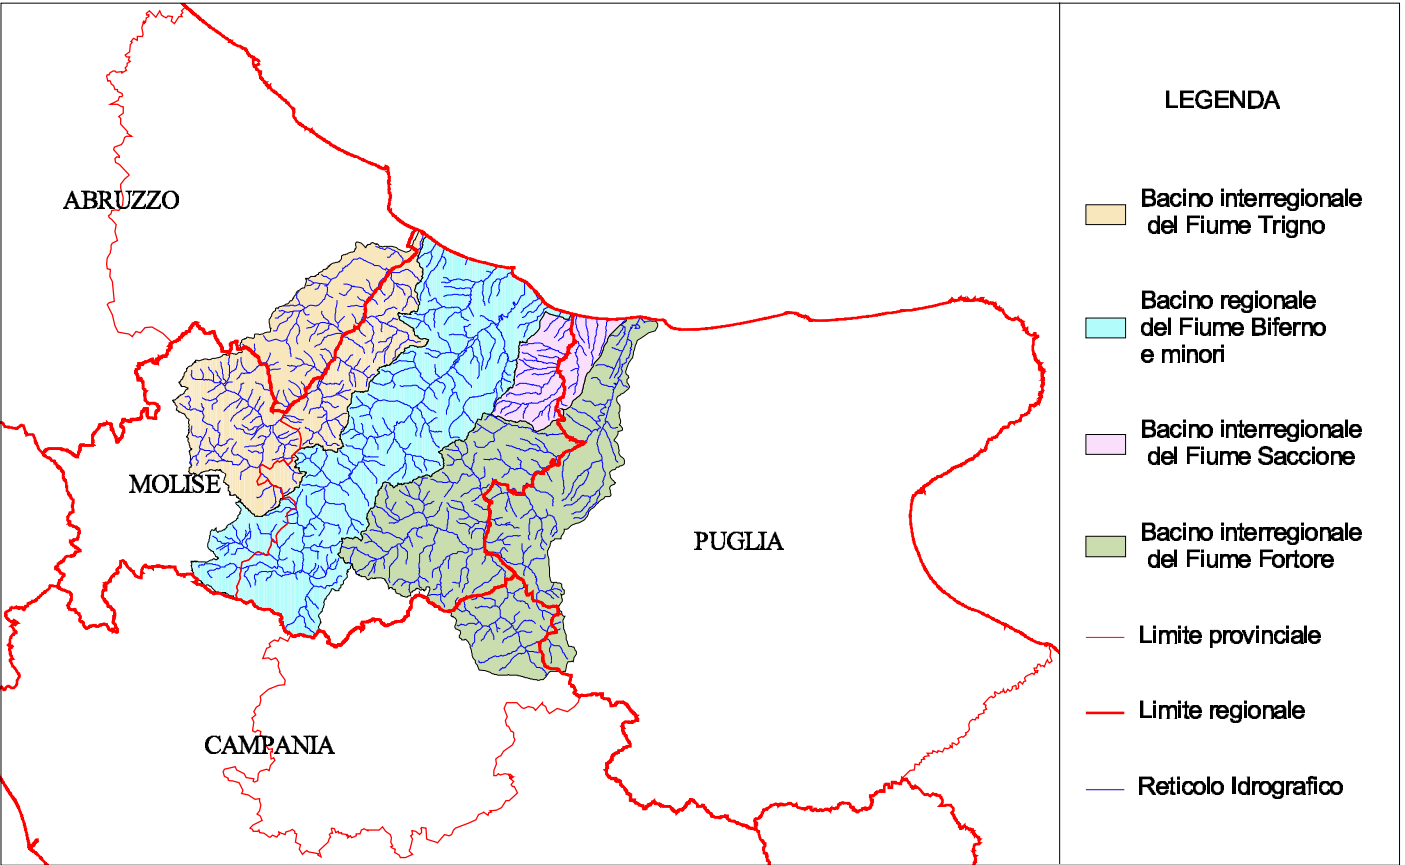 ABRUZZO
MOLISE
PUGLIA
CAMPANIA
LEGENDA
Bacino interregionale
del Fiume Trigno
Bacino regionale
del Fiume Biferno
e minori
Bacino interregionale
del Fiume Saccione
Bacino interregionale
del Fiume Fortore
Limite provinciale
Limite regionale
Reticolo Idrografico